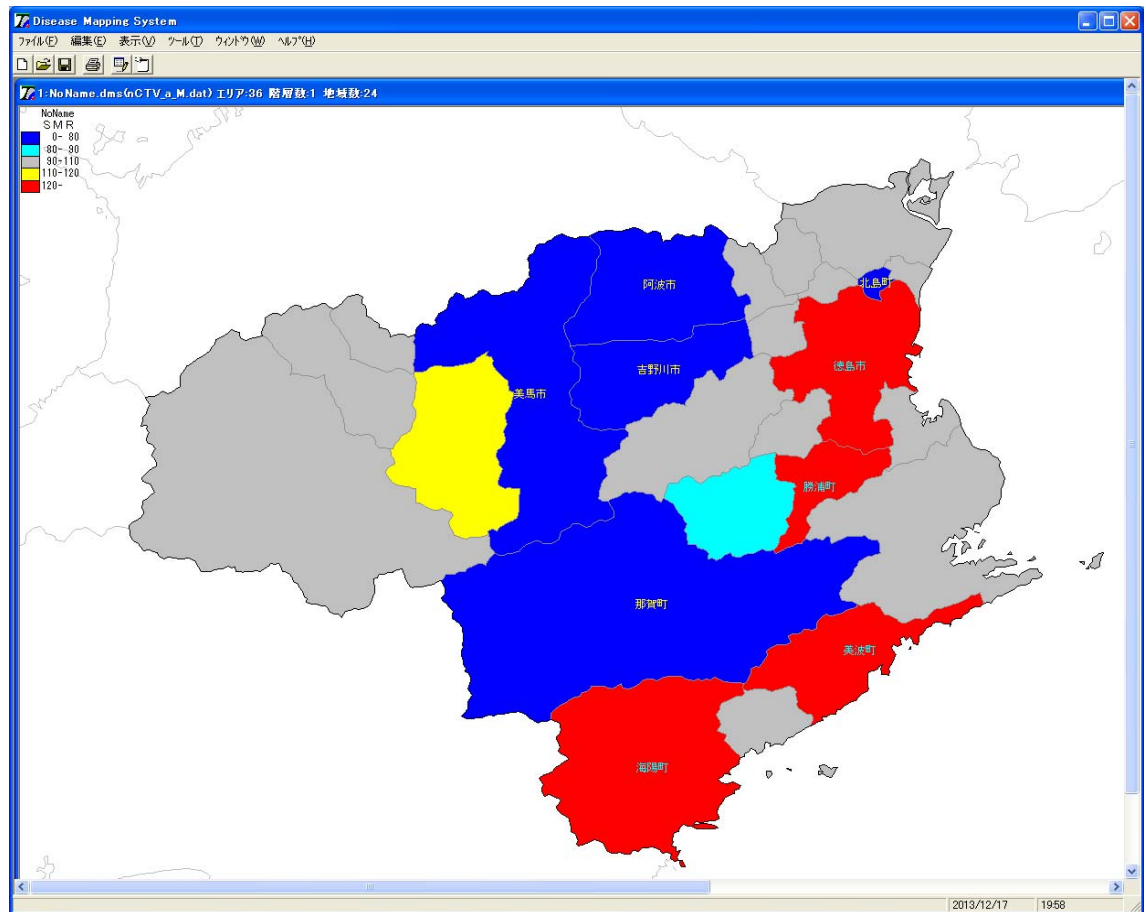 Disease Mapping System
ファイル(F) 編集(E) 表示(V) ツール(T) ウィンドウ(W) ヘルプ(H)
1:NoName.dms(nCTV_a_M.dat) エリア:36 階層数:1 地域数:24
NoName
SMR
0- 80
80- 90
90-110
110-120
120-
阿波市
北島町
吉野川市
徳島市
美馬市
勝浦町
那賀町
美波町
海陽町
2013/12/17 19:58